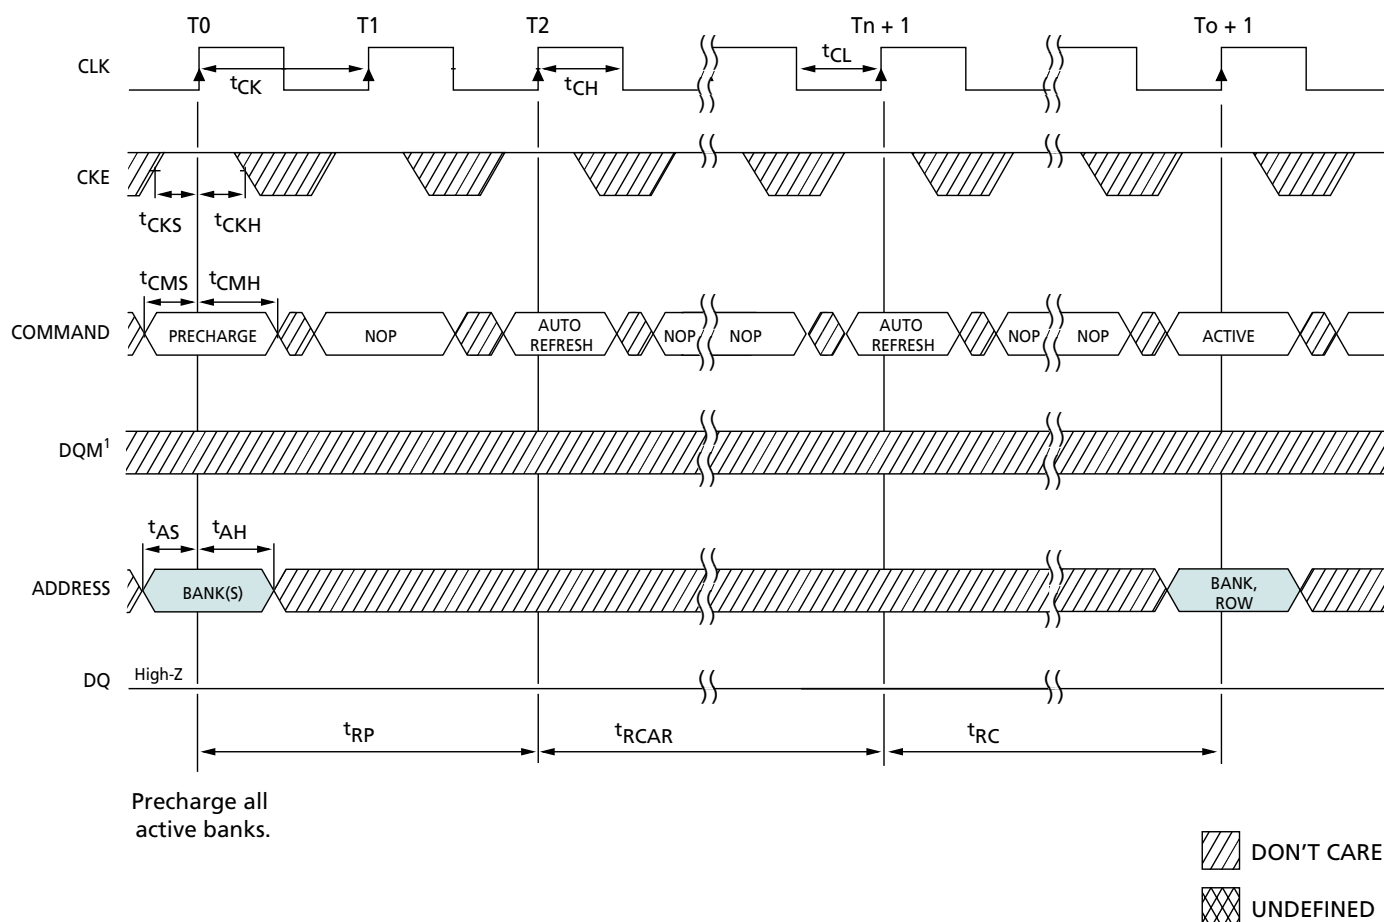 T0 T1 T2 Tn + 1 To + 1
CLK
tCK tCH tCL
CKE
tCKS tCKH
tCMS tCMH
COMMAND PRECHARGE NOP AUTO REFRESH NOP NOP AUTO REFRESH NOP NOP ACTIVE
DQM1
tAS tAH
ADDRESS BANK(S) BANK, ROW
DQ High-Z
tRP tRCAR tRC
Precharge all
active banks.
DON'T CARE
UNDEFINED